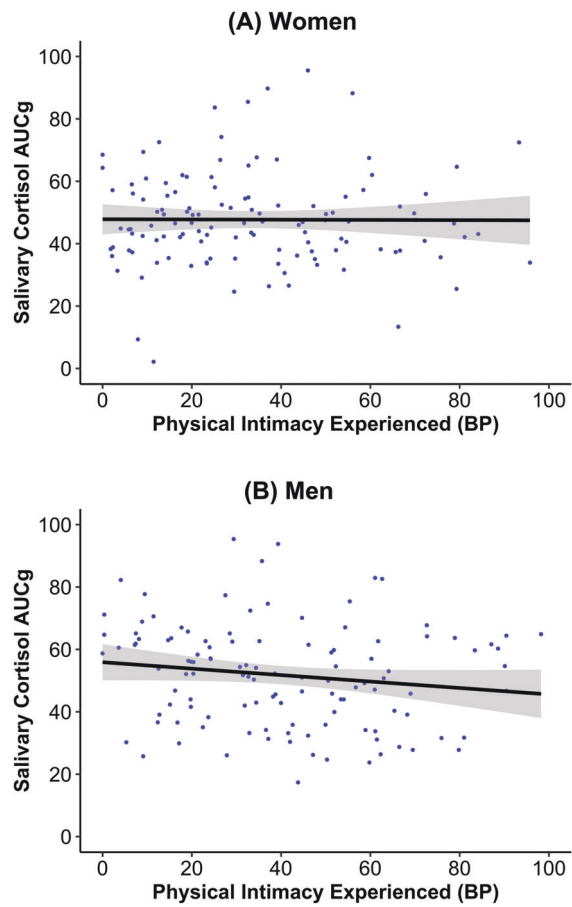 (A) Women
100
80
60
40
20
0
Salivary Cortisol AUCg
0 20 40 60 80 100
Physical Intimacy Experienced (BP)
(B) Men
100
80
60
40
20
0
Salivary Cortisol AUCg
0 20 40 60 80 100
Physical Intimacy Experienced (BP)